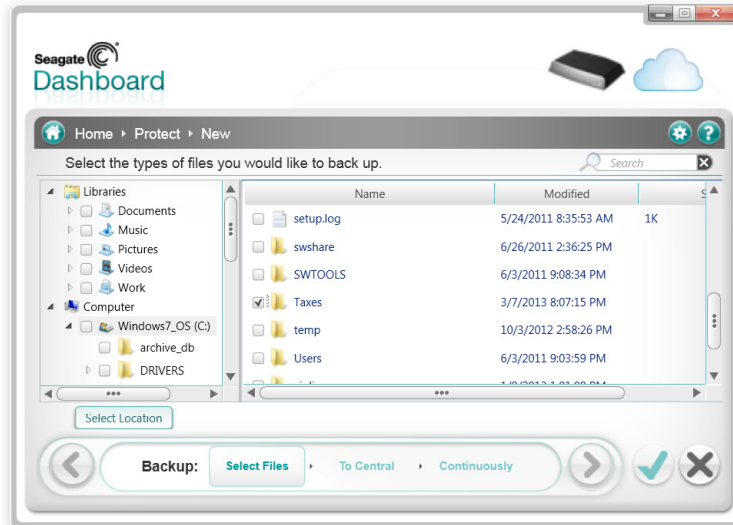 Seagate
Dashboard
Home ▸ Protect ▸ New
Select the types of files you would like to back up.
Search
Libraries
Documents
Music
Pictures
Videos
Work
Computer
Windows7_OS (C:)
archive_db
DRIVERS
Name Modified
setup.log 5/24/2011 8:35:53 AM 1K
swshare 6/26/2011 2:36:25 PM
SWTOOLS 6/3/2011 9:08:34 PM
Taxes 3/7/2013 8:07:15 PM
temp 10/3/2012 2:58:26 PM
Users 6/3/2011 9:03:59 PM
Select Location
Backup: Select Files ▸ To Central ▸ Continuously